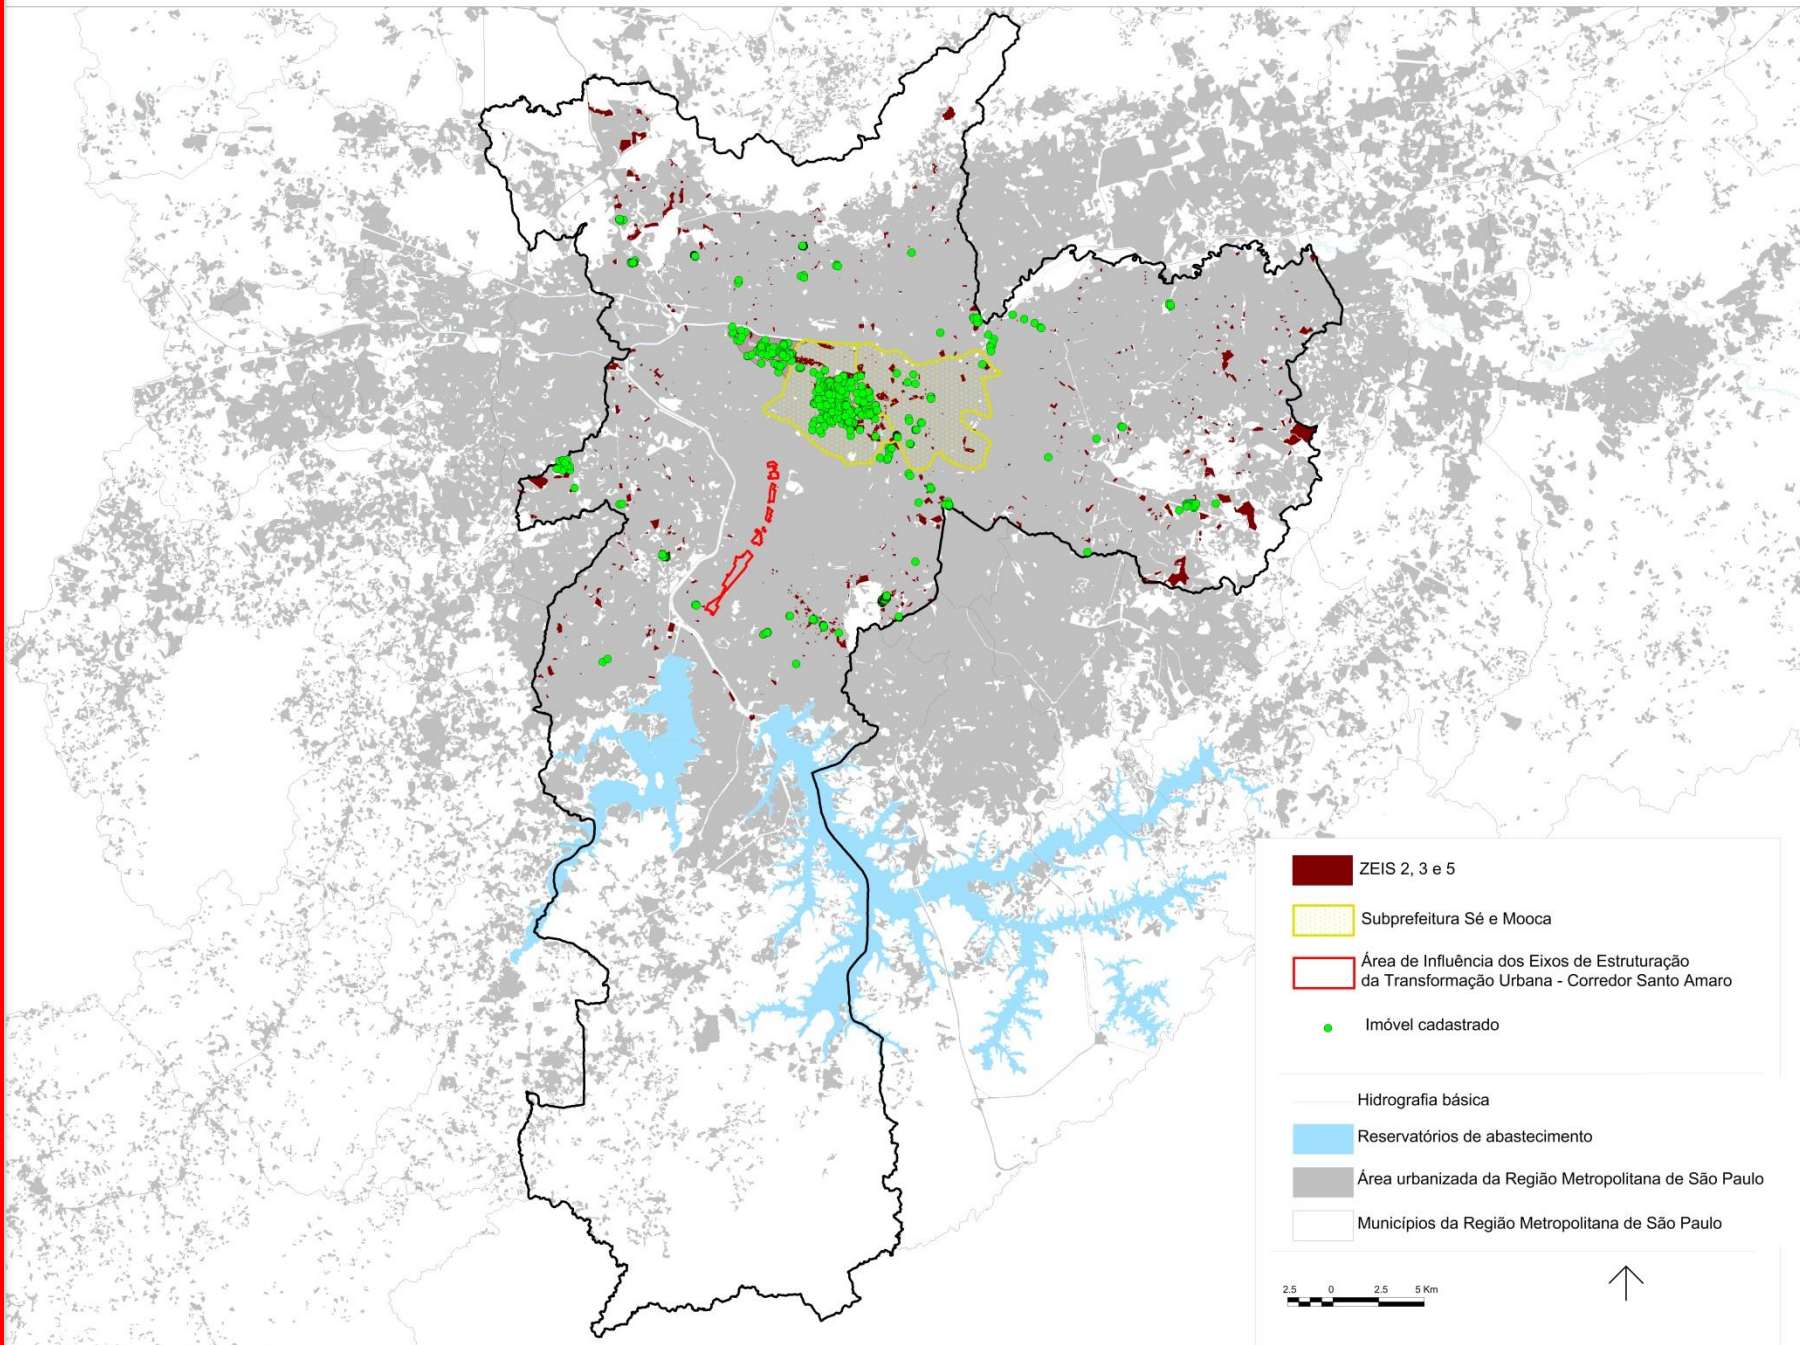 ZEIS 2, 3 e 5
Subprefeitura Sé e Mooca
Área de Influência dos Eixos de Estruturação
da Transformação Urbana - Corredor Santo Amaro
Imóvel cadastrado
Hidrografia básica
Reservatórios de abastecimento
Área urbanizada da Região Metropolitana de São Paulo
Municípios da Região Metropolitana de São Paulo
2.5 0 2.5 5 Km